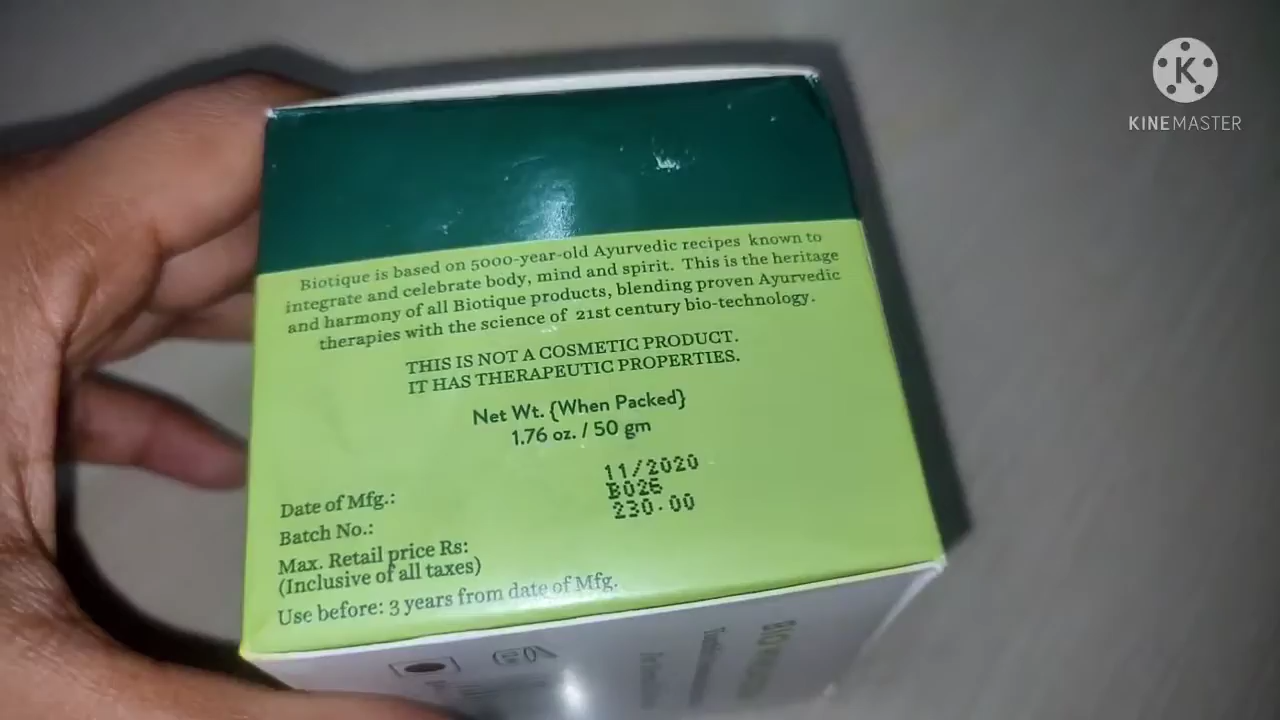 KINEMASTER
Biotique is based on 5000-year-old Ayurvedic recipes known to
integrate and celebrate body, mind and spirit. This is the heritage
and harmony of all Biotique products, blending proven Ayurvedic
therapies with the science of 21st century bio-technology.
THIS IS NOT A COSMETIC PRODUCT.
IT HAS THERAPEUTIC PROPERTIES.
Net Wt. {When Packed}
1.76 oz. / 50 gm
Date of Mfg.: 11/2020
Batch No.: B026
Max. Retail price Rs: 230.00
(Inclusive of all taxes)
Use before: 3 years from date of Mfg.